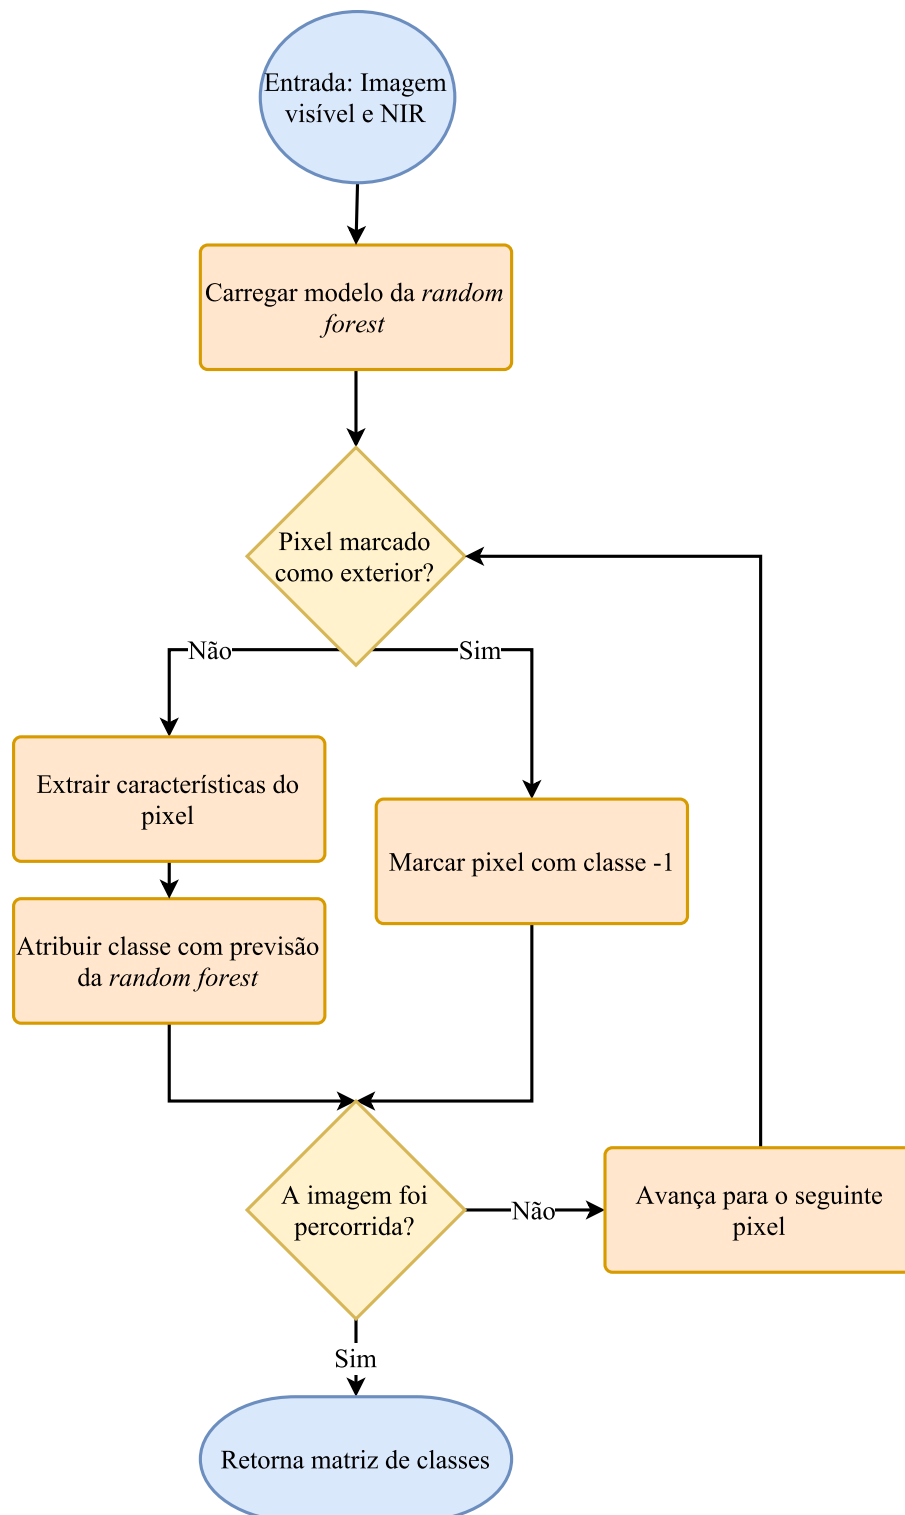 Entrada: Imagem
visível e NIR
Carregar modelo da random
forest
Pixel marcado
como exterior?
Não
Sim
Extrair características do
pixel
Marcar pixel com classe -1
Atribuir classe com previsão
da random forest
A imagem foi
percorrida?
Não
Avança para o seguinte
pixel
Sim
Retorna matriz de classes